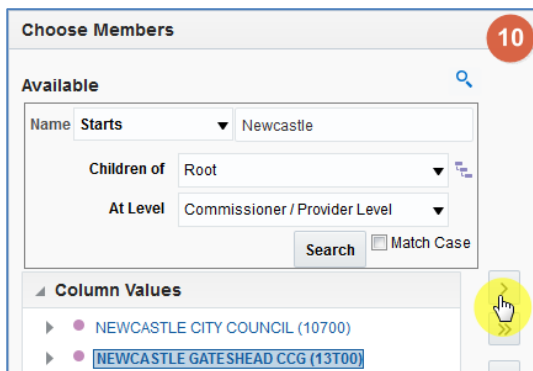 Choose Members
10
Available
Name Starts Newcastle
Children of Root
At Level Commissioner / Provider Level
Search Match Case
Column Values
NEWCASTLE CITY COUNCIL (10700)
NEWCASTLE GATESHEAD CCG (13T00)